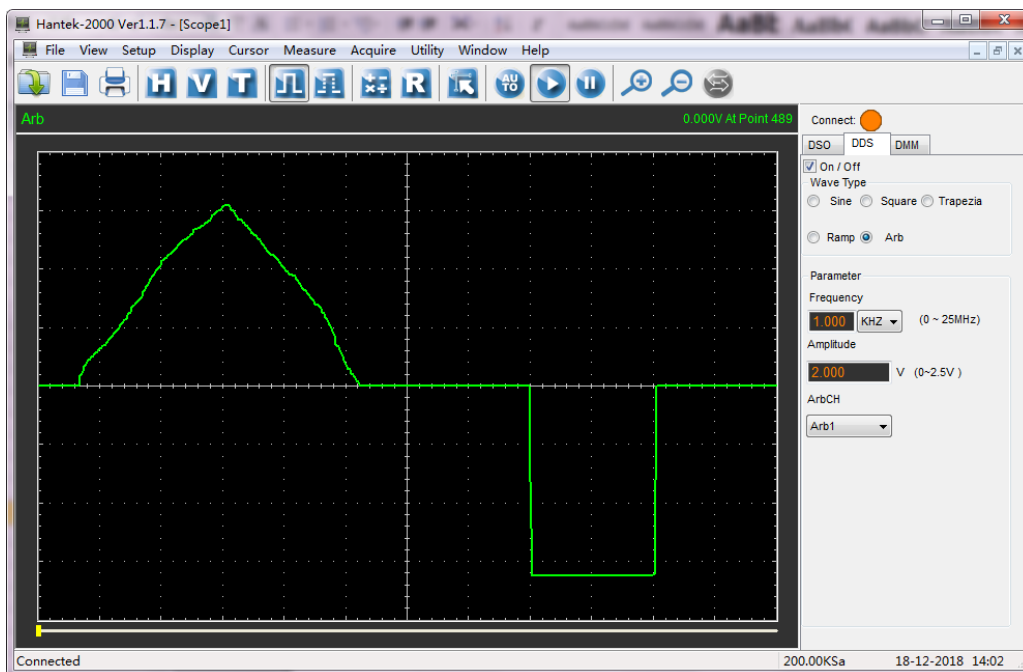 Hantek-2000 Ver1.1.7 - [Scope1]
File View Setup Display Cursor Measure Acquire Utility Window Help
H V T R AUTO
Arb 0.000V At Point 489
Connect:
DSO DDS DMM
On / Off
Wave Type
Sine Square Trapezia
Ramp Arb
Parameter
Frequency
1.000 KHZ (0 ~ 25MHz)
Amplitude
2.000 V (0~2.5V )
ArbCH
Arb1
Connected 200.00KSa 18-12-2018 14:02